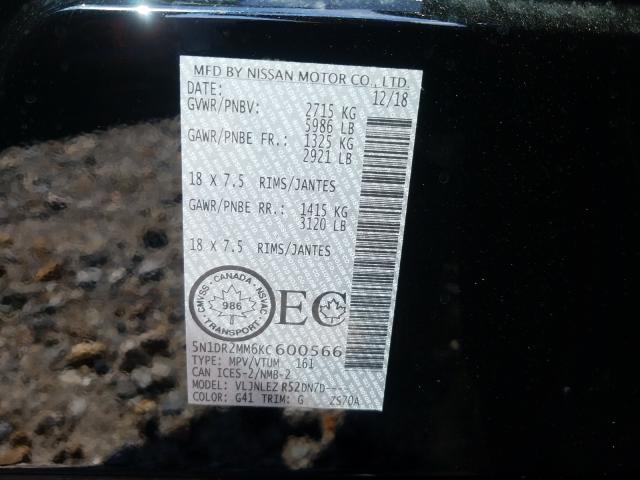 MFD BY NISSAN MOTOR CO., LTD.
DATE: 12/18
GVWR/PNBV: 2715 KG
5986 LB
GAWR/PNBE FR.: 1325 KG
2921 LB
18 X 7.5 RIMS/JANTES
GAWR/PNBE RR.: 1415 KG
3120 LB
18 X 7.5 RIMS/JANTES
CMVSS · CANADA · NSVAC
986
TRANSPORT
EC
5N1DR2MM6KC600566
TYPE: MPV/VTUM 161
CAN ICES-2/NMB-2
MODEL: VLJNLEZ R52DN7D---
COLOR: G41 TRIM: G 2S70A